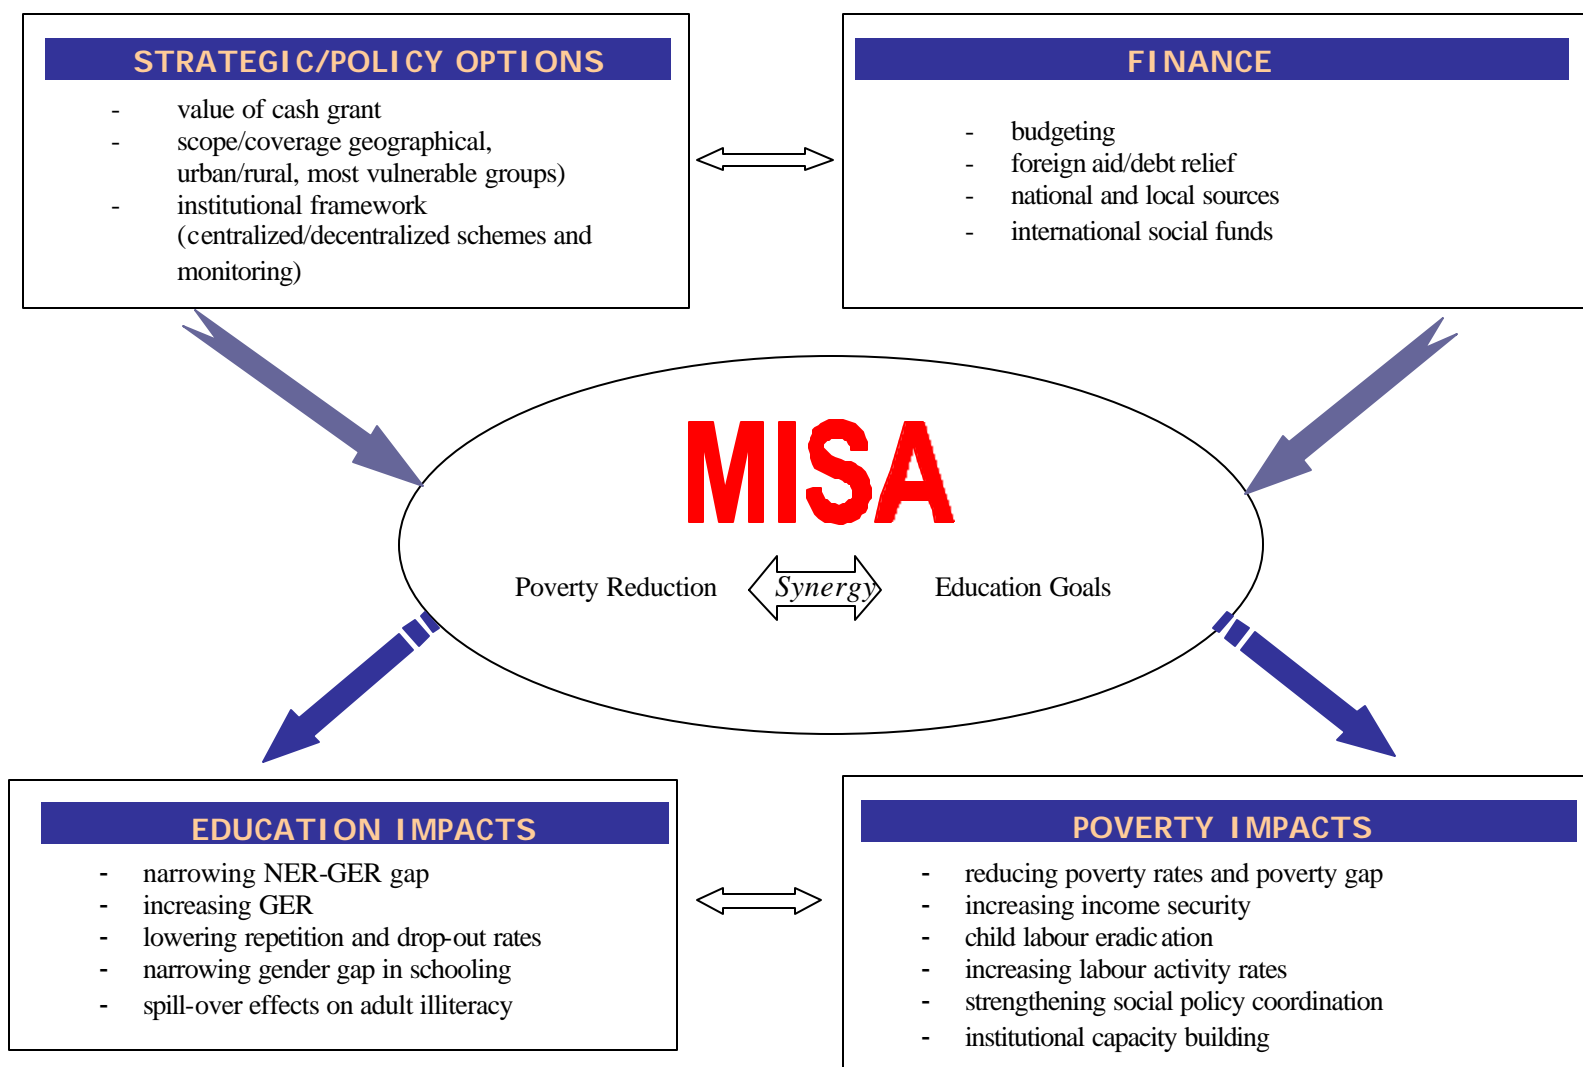 STRATEGIC/POLICY OPTIONS
- value of cash grant
- scope/coverage geographical,
urban/rural, most vulnerable groups)
- institutional framework
(centralized/decentralized schemes and
monitoring)
FINANCE
- budgeting
- foreign aid/debt relief
- national and local sources
- international social funds
MISA
Poverty Reduction Synergy Education Goals
EDUCATION IMPACTS
- narrowing NER-GER gap
- increasing GER
- lowering repetition and drop-out rates
- narrowing gender gap in schooling
- spill-over effects on adult illiteracy
POVERTY IMPACTS
- reducing poverty rates and poverty gap
- increasing income security
- child labour eradication
- increasing labour activity rates
- strengthening social policy coordination
- institutional capacity building